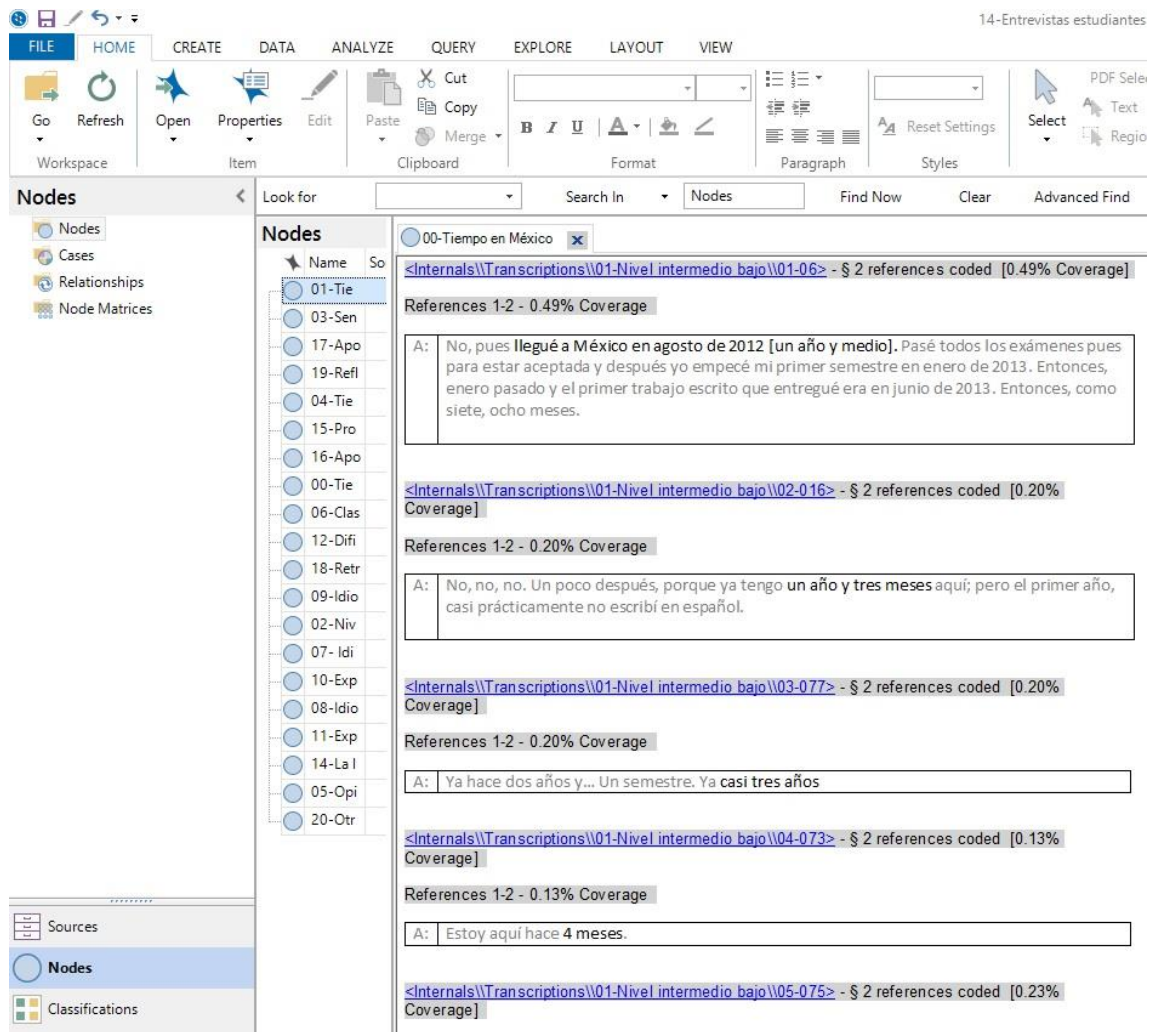 14-Entrevistas estudiantes
FILE HOME CREATE DATA ANALYZE QUERY EXPLORE LAYOUT VIEW
Go Refresh Open Properties Edit Paste Cut Copy Merge B I U A Reset Settings Select PDF Sele Text Regio
Workspace Item Clipboard Format Paragraph Styles
Nodes
Look for Search In Nodes Find Now Clear Advanced Find
Nodes
Cases
Relationships
Node Matrices
Sources
Nodes
Classifications
Nodes
Name So
01-Tie
03-Sen
17-Apo
19-Refl
04-Tie
15-Pro
16-Apo
00-Tie
06-Clas
12-Difi
18-Retr
09-Idio
02-Niv
07- Idi
10-Exp
08-Idio
11-Exp
14-La l
05-Opi
20-Otr
00-Tiempo en México
<Internals\\Transcriptions\\01-Nivel intermedio bajo\\01-06> - § 2 references coded [0.49% Coverage]
References 1-2 - 0.49% Coverage
A: No, pues llegué a México en agosto de 2012 [un año y medio]. Pasé todos los exámenes pues
para estar aceptada y después yo empecé mi primer semestre en enero de 2013. Entonces,
enero pasado y el primer trabajo escrito que entregué era en junio de 2013. Entonces, como
siete, ocho meses.
<Internals\\Transcriptions\\01-Nivel intermedio bajo\\02-016> - § 2 references coded [0.20%
Coverage]
References 1-2 - 0.20% Coverage
A: No, no, no. Un poco después, porque ya tengo un año y tres meses aquí; pero el primer año,
casi prácticamente no escribí en español.
<Internals\\Transcriptions\\01-Nivel intermedio bajo\\03-077> - § 2 references coded [0.20%
Coverage]
References 1-2 - 0.20% Coverage
A: Ya hace dos años y... Un semestre. Ya casi tres años
<Internals\\Transcriptions\\01-Nivel intermedio bajo\\04-073> - § 2 references coded [0.13%
Coverage]
References 1-2 - 0.13% Coverage
A: Estoy aquí hace 4 meses.
<Internals\\Transcriptions\\01-Nivel intermedio bajo\\05-075> - § 2 references coded [0.23%
Coverage]